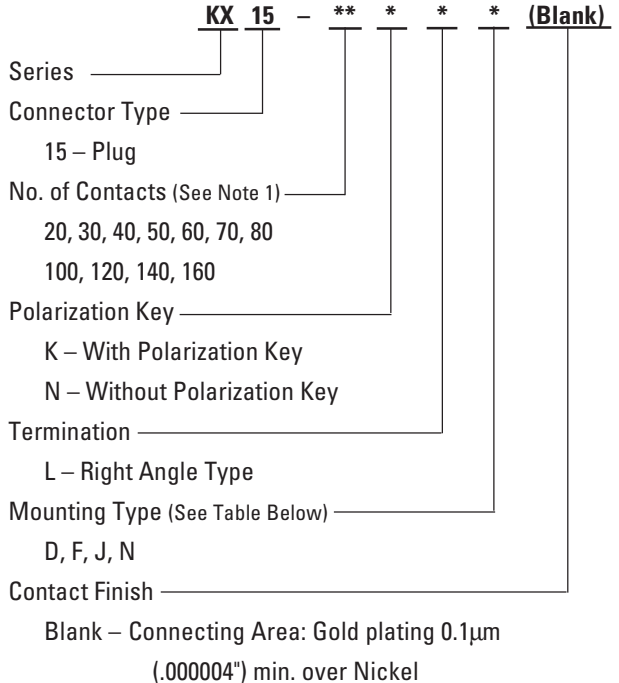 KX 15 – ** * * * (Blank)
Series
Connector Type
15 – Plug
No. of Contacts (See Note 1)
20, 30, 40, 50, 60, 70, 80
100, 120, 140, 160
Polarization Key
K – With Polarization Key
N – Without Polarization Key
Termination
L – Right Angle Type
Mounting Type (See Table Below)
D, F, J, N
Contact Finish
Blank – Connecting Area: Gold plating 0.1µm
(.000004") min. over Nickel